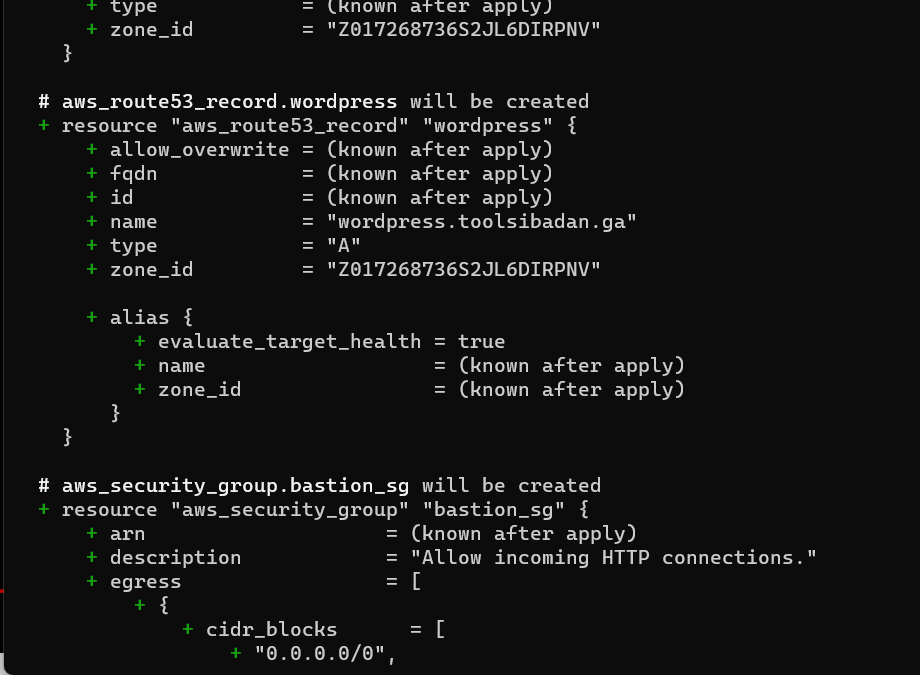 + type            = (known after apply)
+ zone_id         = "Z017268736S2JL6DIRPNV"
}
# aws_route53_record.wordpress will be created
+ resource "aws_route53_record" "wordpress" {
+ allow_overwrite = (known after apply)
+ fqdn            = (known after apply)
+ id              = (known after apply)
+ name            = "wordpress.toolsibadan.ga"
+ type            = "A"
+ zone_id         = "Z017268736S2JL6DIRPNV"
+ alias {
+ evaluate_target_health = true
+ name                   = (known after apply)
+ zone_id                = (known after apply)
}
}
# aws_security_group.bastion_sg will be created
+ resource "aws_security_group" "bastion_sg" {
+ arn                    = (known after apply)
+ description            = "Allow incoming HTTP connections."
+ egress                 = [
+ {
+ cidr_blocks      = [
+ "0.0.0.0/0",